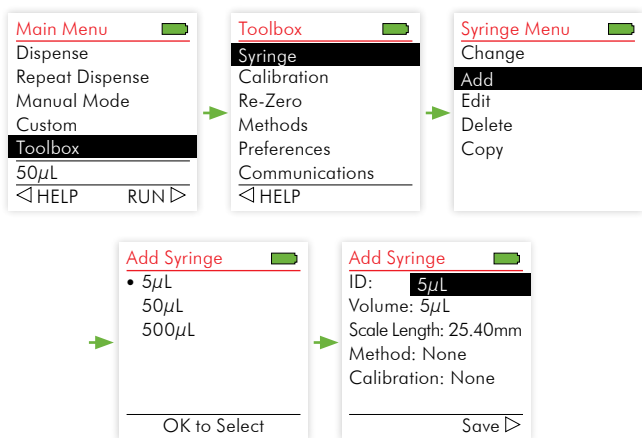 Main Menu
Dispense
Repeat Dispense
Manual Mode
Custom
Toolbox
50µL
◁ HELP RUN ▷
Toolbox
Syringe
Calibration
Re-Zero
Methods
Preferences
Communications
◁ HELP
Syringe Menu
Change
Add
Edit
Delete
Copy
Add Syringe
• 5µL
50µL
500µL
OK to Select
Add Syringe
ID: 5µL
Volume: 5µL
Scale Length: 25.40mm
Method: None
Calibration: None
Save ▷